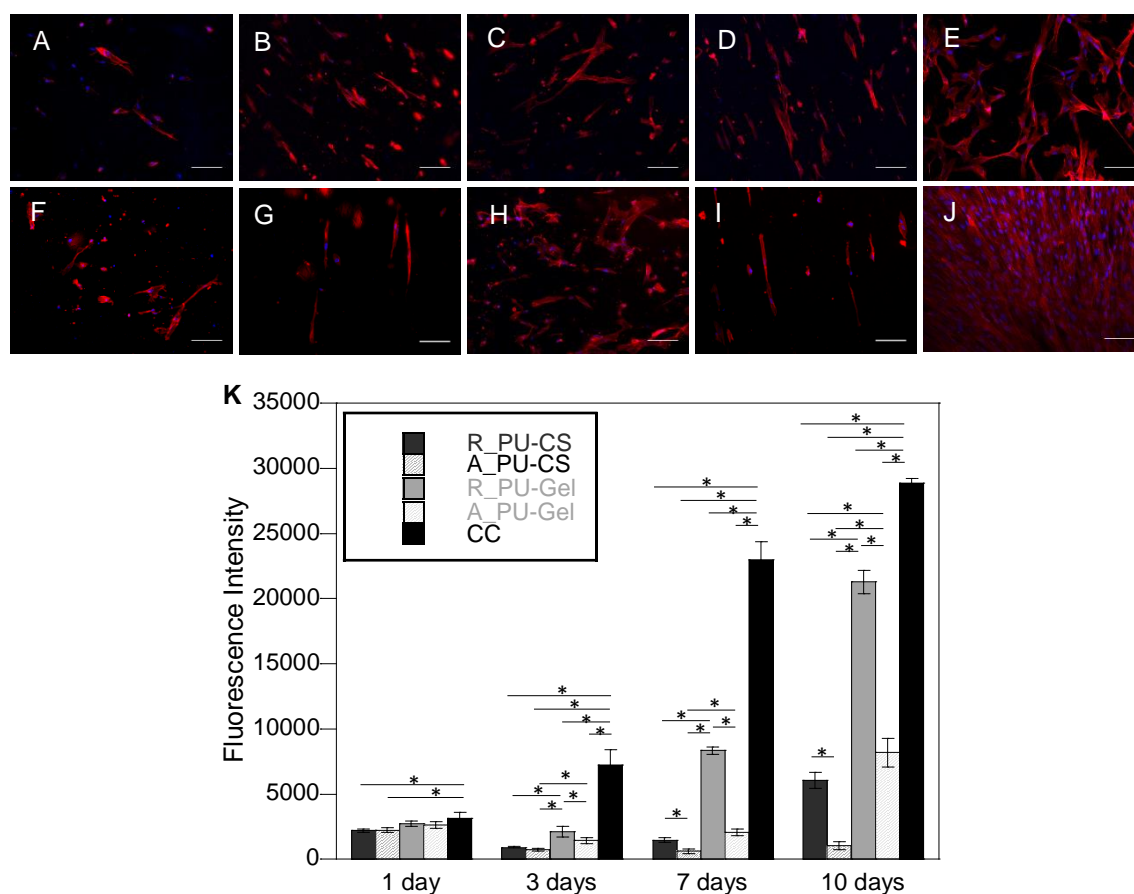 A B C D E
F G H I J
K
35000
30000
25000
20000
15000
10000
5000
0
Fluorescence Intensity
R_PU-CS
A_PU-CS
R_PU-Gel
A_PU-Gel
CC
* *
* * * * * * * *
* * * * * * * * *
* * * * * * * * * *
1 day 3 days 7 days 10 days